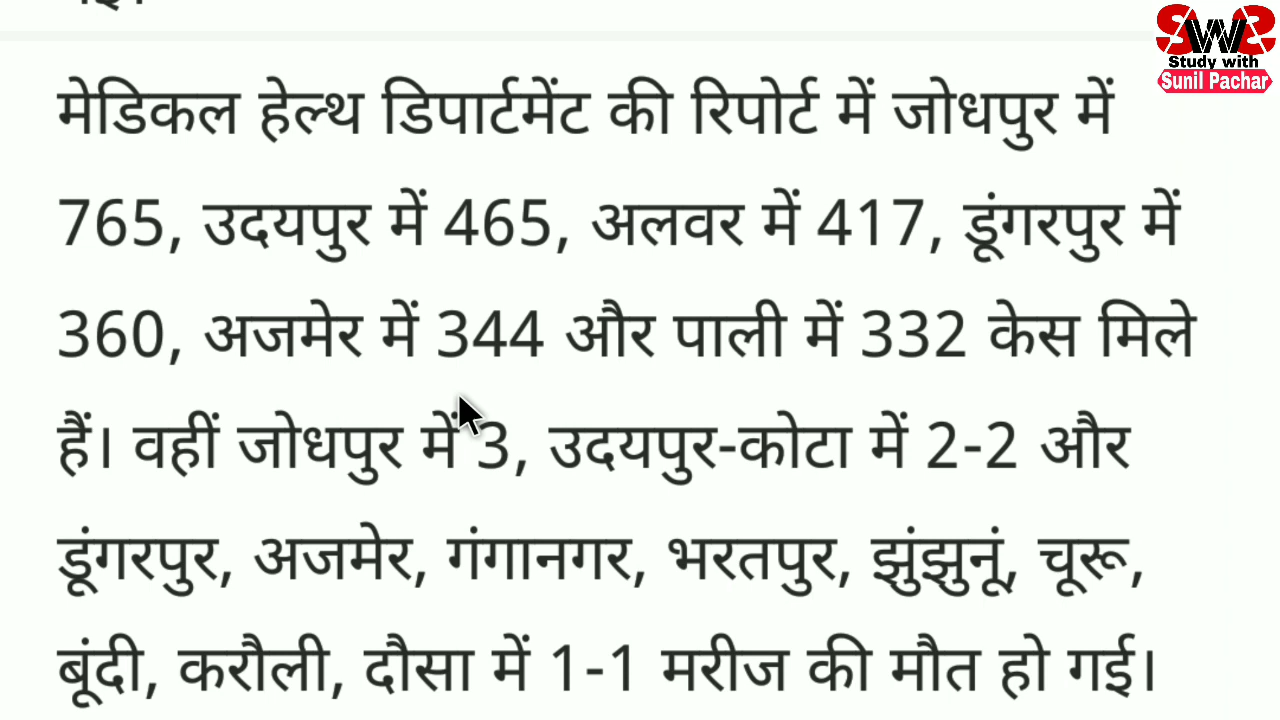 SWS
Study with
Sunil Pachar
मेडिकल हेल्थ डिपार्टमेंट की रिपोर्ट में जोधपुर में
765, उदयपुर में 465, अलवर में 417, डूंगरपुर में
360, अजमेर में 344 और पाली में 332 केस मिले
हैं। वहीं जोधपुर में 3, उदयपुर-कोटा में 2-2 और
डूंगरपुर, अजमेर, गंगानगर, भरतपुर, झुंझुनूं, चूरू,
बूंदी, करौली, दौसा में 1-1 मरीज की मौत हो गई।